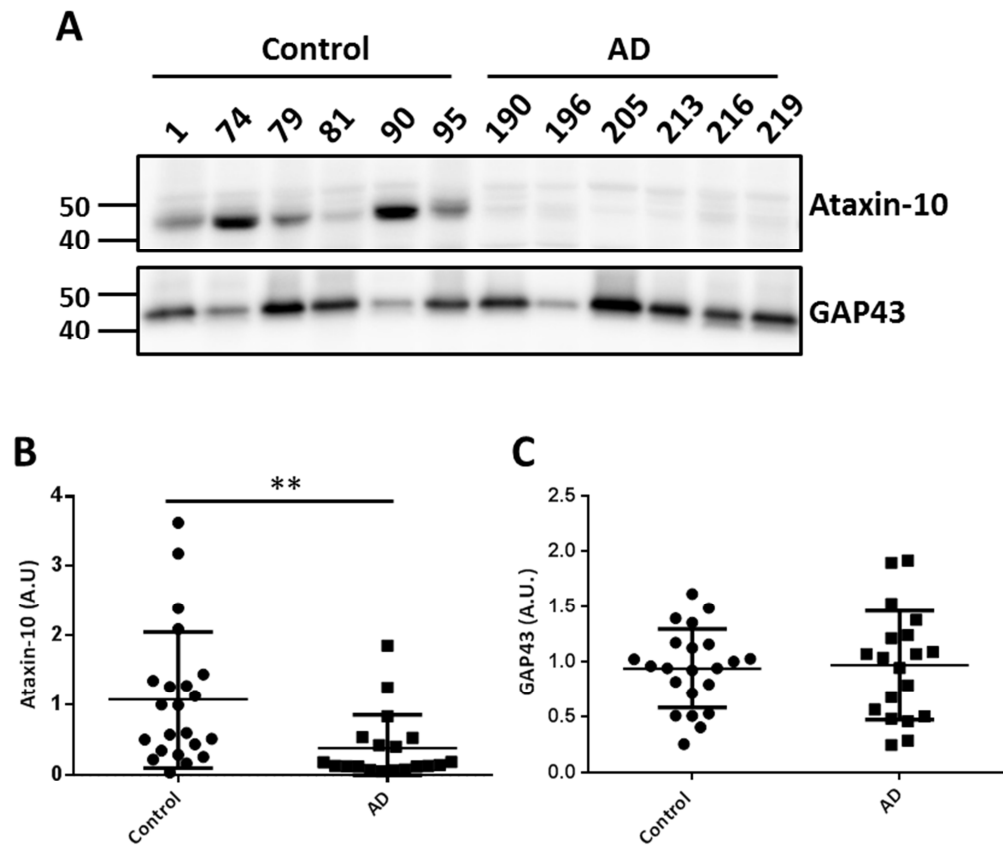 A
Control AD
1 74 79 81 90 95 190 196 205 213 216 219
50
40
Ataxin-10
50
40
GAP43
B
**
4
3
2
1
0
Ataxin-10 (A.U)
Control AD
C
2.5
2.0
1.5
1.0
0.5
0.0
GAP43 (A.U.)
Control AD